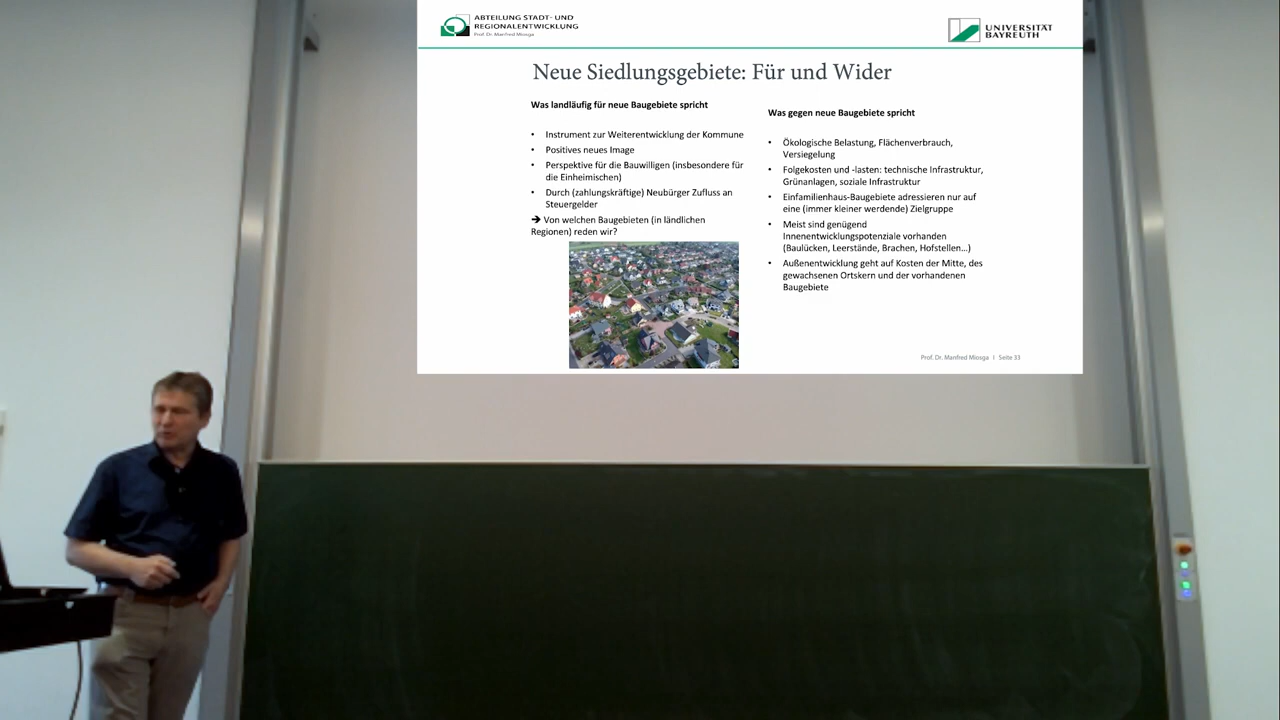 ABTEILUNG STADT- UND
REGIONALENTWICKLUNG
Prof. Dr. Manfred Miosga
UNIVERSITÄT
BAYREUTH
Neue Siedlungsgebiete: Für und Wider
Was landläufig für neue Baugebiete spricht
• Instrument zur Weiterentwicklung der Kommune
• Positives neues Image
• Perspektive für die Bauwilligen (insbesondere für
die Einheimischen)
• Durch (zahlungskräftige) Neubürger Zufluss an
Steuergelder
➔ Von welchen Baugebieten (in ländlichen
Regionen) reden wir?
Was gegen neue Baugebiete spricht
• Ökologische Belastung, Flächenverbrauch,
Versiegelung
• Folgekosten und -lasten: technische Infrastruktur,
Grünanlagen, soziale Infrastruktur
• Einfamilienhaus-Baugebiete adressieren nur auf
eine (immer kleiner werdende) Zielgruppe
• Meist sind genügend
Innenentwicklungspotenziale vorhanden
(Baulücken, Leerstände, Brachen, Hofstellen…)
• Außenentwicklung geht auf Kosten der Mitte, des
gewachsenen Ortskern und der vorhandenen
Baugebiete
Prof. Dr. Manfred Miosga I Seite 33